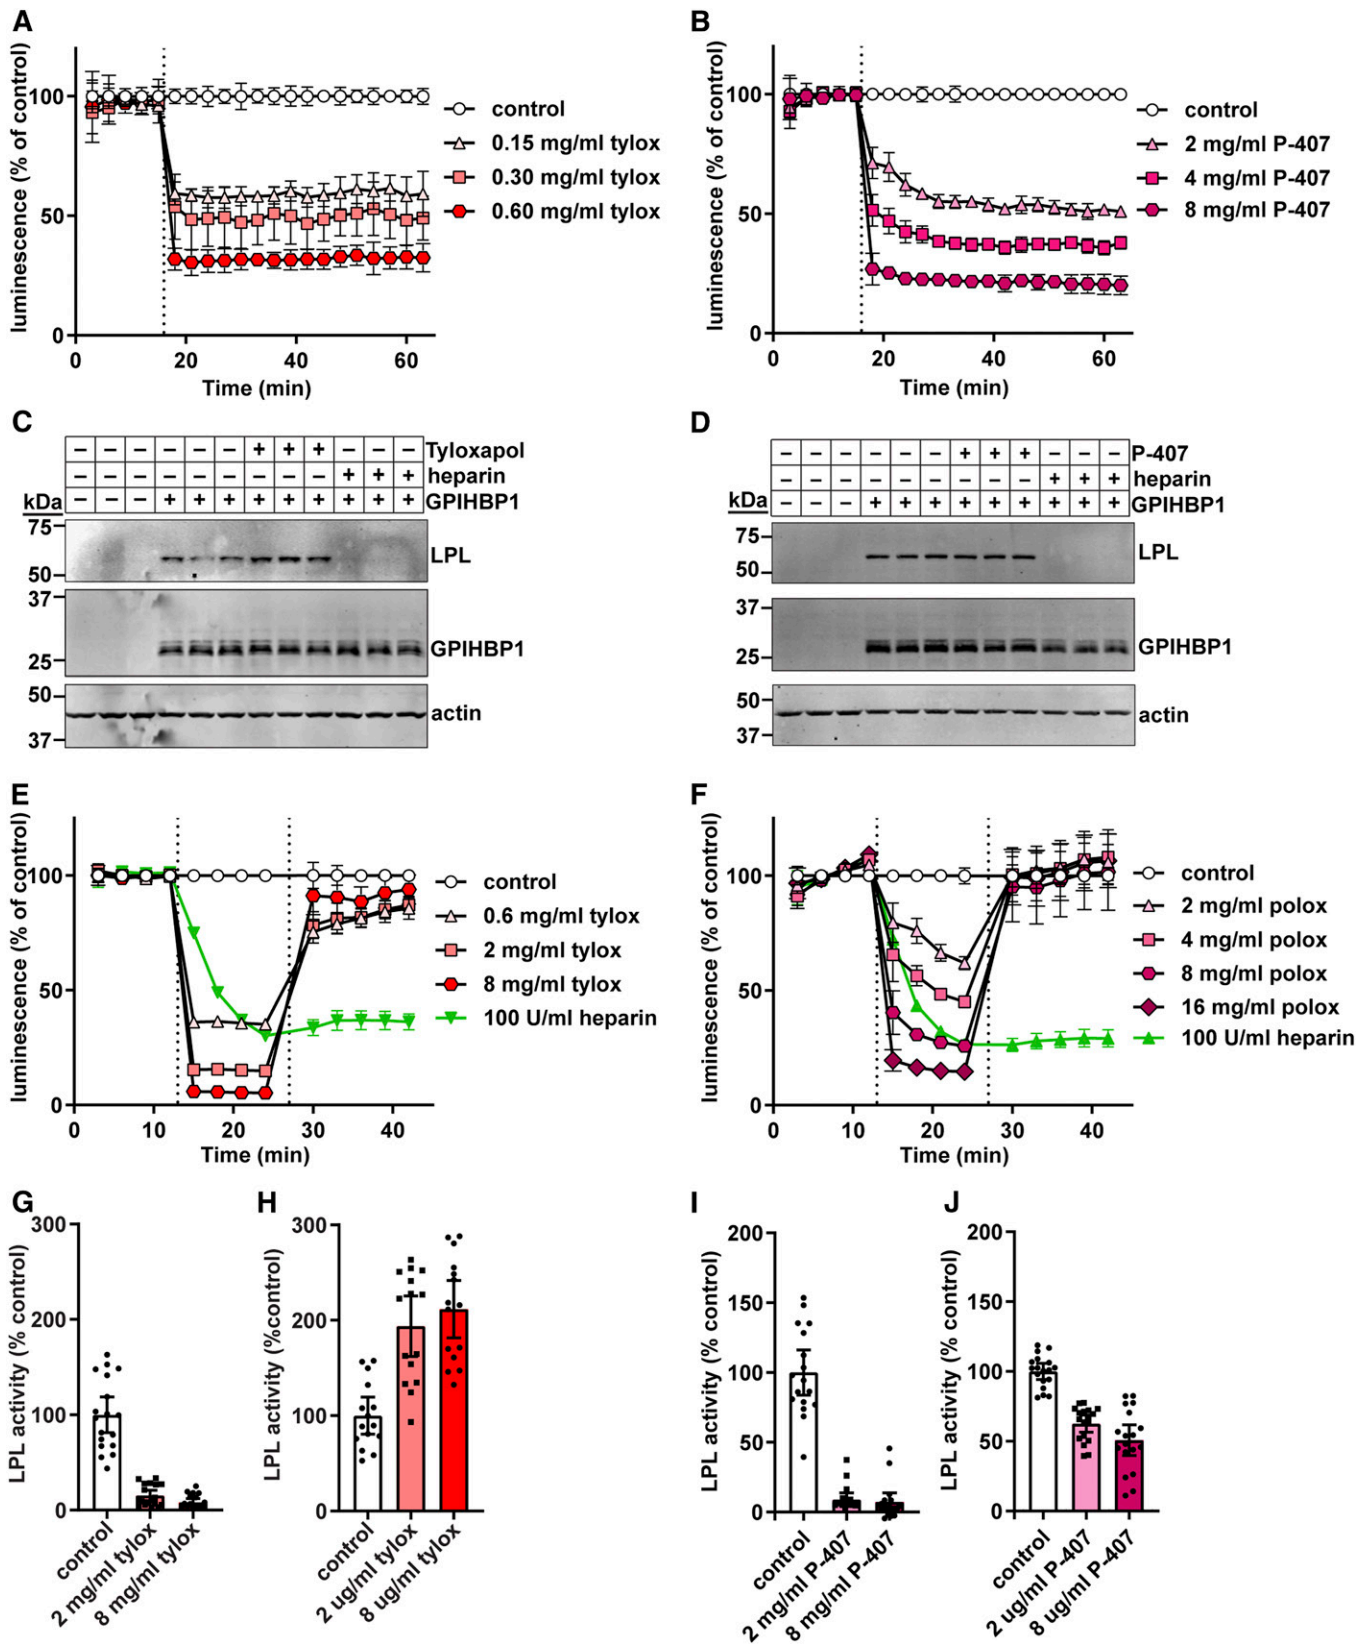 A
luminescence (% of control)
100
50
0
0 20 40 60
Time (min)
control
0.15 mg/ml tylox
0.30 mg/ml tylox
0.60 mg/ml tylox
B
luminescence (% of control)
100
50
0
0 20 40 60
Time (min)
control
2 mg/ml P-407
4 mg/ml P-407
8 mg/ml P-407
C
− − − − − − + + + − − − Tyloxapol
− − − − − − − − − + + + heparin
kDa − − − + + + + + + + + + GPIHBP1
75
50
LPL
37
25
GPIHBP1
50
37
actin
D
− − − − − − + + + − − − P-407
− − − − − − − − − + + + heparin
kDa − − − + + + + + + + + + GPIHBP1
75
50
LPL
37
25
GPIHBP1
50
37
actin
E
luminescence (% of control)
100
50
0
0 10 20 30 40
Time (min)
control
0.6 mg/ml tylox
2 mg/ml tylox
8 mg/ml tylox
100 U/ml heparin
F
luminescence (% of control)
100
50
0
0 10 20 30 40
Time (min)
control
2 mg/ml polox
4 mg/ml polox
8 mg/ml polox
16 mg/ml polox
100 U/ml heparin
G
LPL activity (% control)
300
200
100
0
control
2 mg/ml tylox
8 mg/ml tylox
H
LPL activity (%control)
300
200
100
0
control
2 ug/ml tylox
8 ug/ml tylox
I
LPL activity (% control)
200
150
100
50
0
control
2 mg/ml P-407
8 mg/ml P-407
J
LPL activity (% control)
200
150
100
50
0
control
2 ug/ml P-407
8 ug/ml P-407